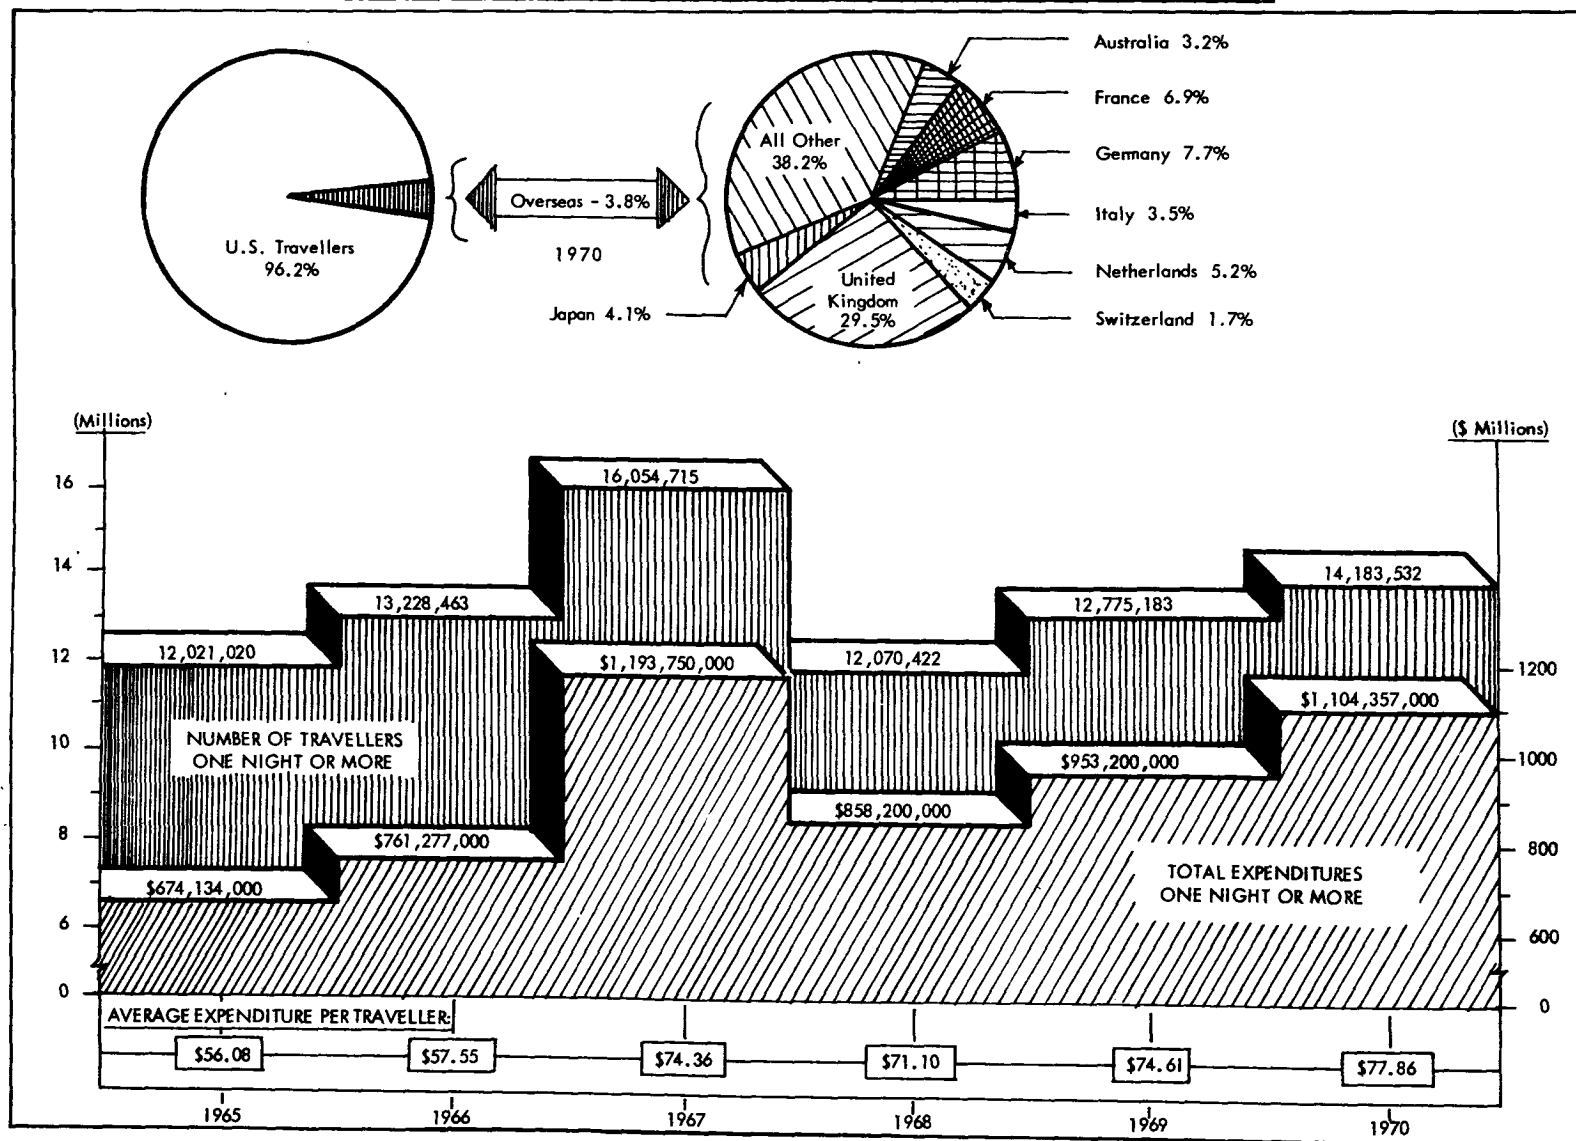 Australia 3.2%
France 6.9%
Germany 7.7%
Italy 3.5%
Netherlands 5.2%
Switzerland 1.7%
All Other
38.2%
United
Kingdom
29.5%
Japan 4.1%
Overseas - 3.8%
1970
U.S. Travellers
96.2%
(Millions)
($ Millions)
16
14
12
10
8
6
0
1200
1000
800
600
0
12,021,020
13,228,463
16,054,715
12,070,422
12,775,183
14,183,532
NUMBER OF TRAVELLERS
ONE NIGHT OR MORE
$674,134,000
$761,277,000
$1,193,750,000
$858,200,000
$953,200,000
$1,104,357,000
TOTAL EXPENDITURES
ONE NIGHT OR MORE
AVERAGE EXPENDITURE PER TRAVELLER:
$56.08
$57.55
$74.36
$71.10
$74.61
$77.86
1965
1966
1967
1968
1969
1970